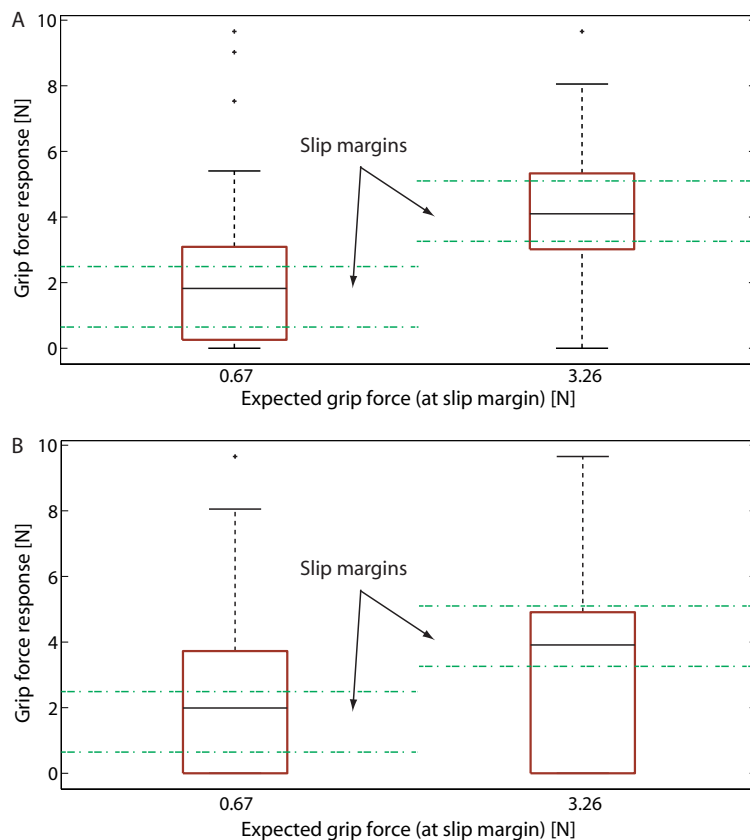 A
10
8
6
4
2
0
Grip force response [N]
Slip margins
0.67 3.26
Expected grip force (at slip margin) [N]
B
10
8
6
4
2
0
Grip force response [N]
Slip margins
0.67 3.26
Expected grip force (at slip margin) [N]